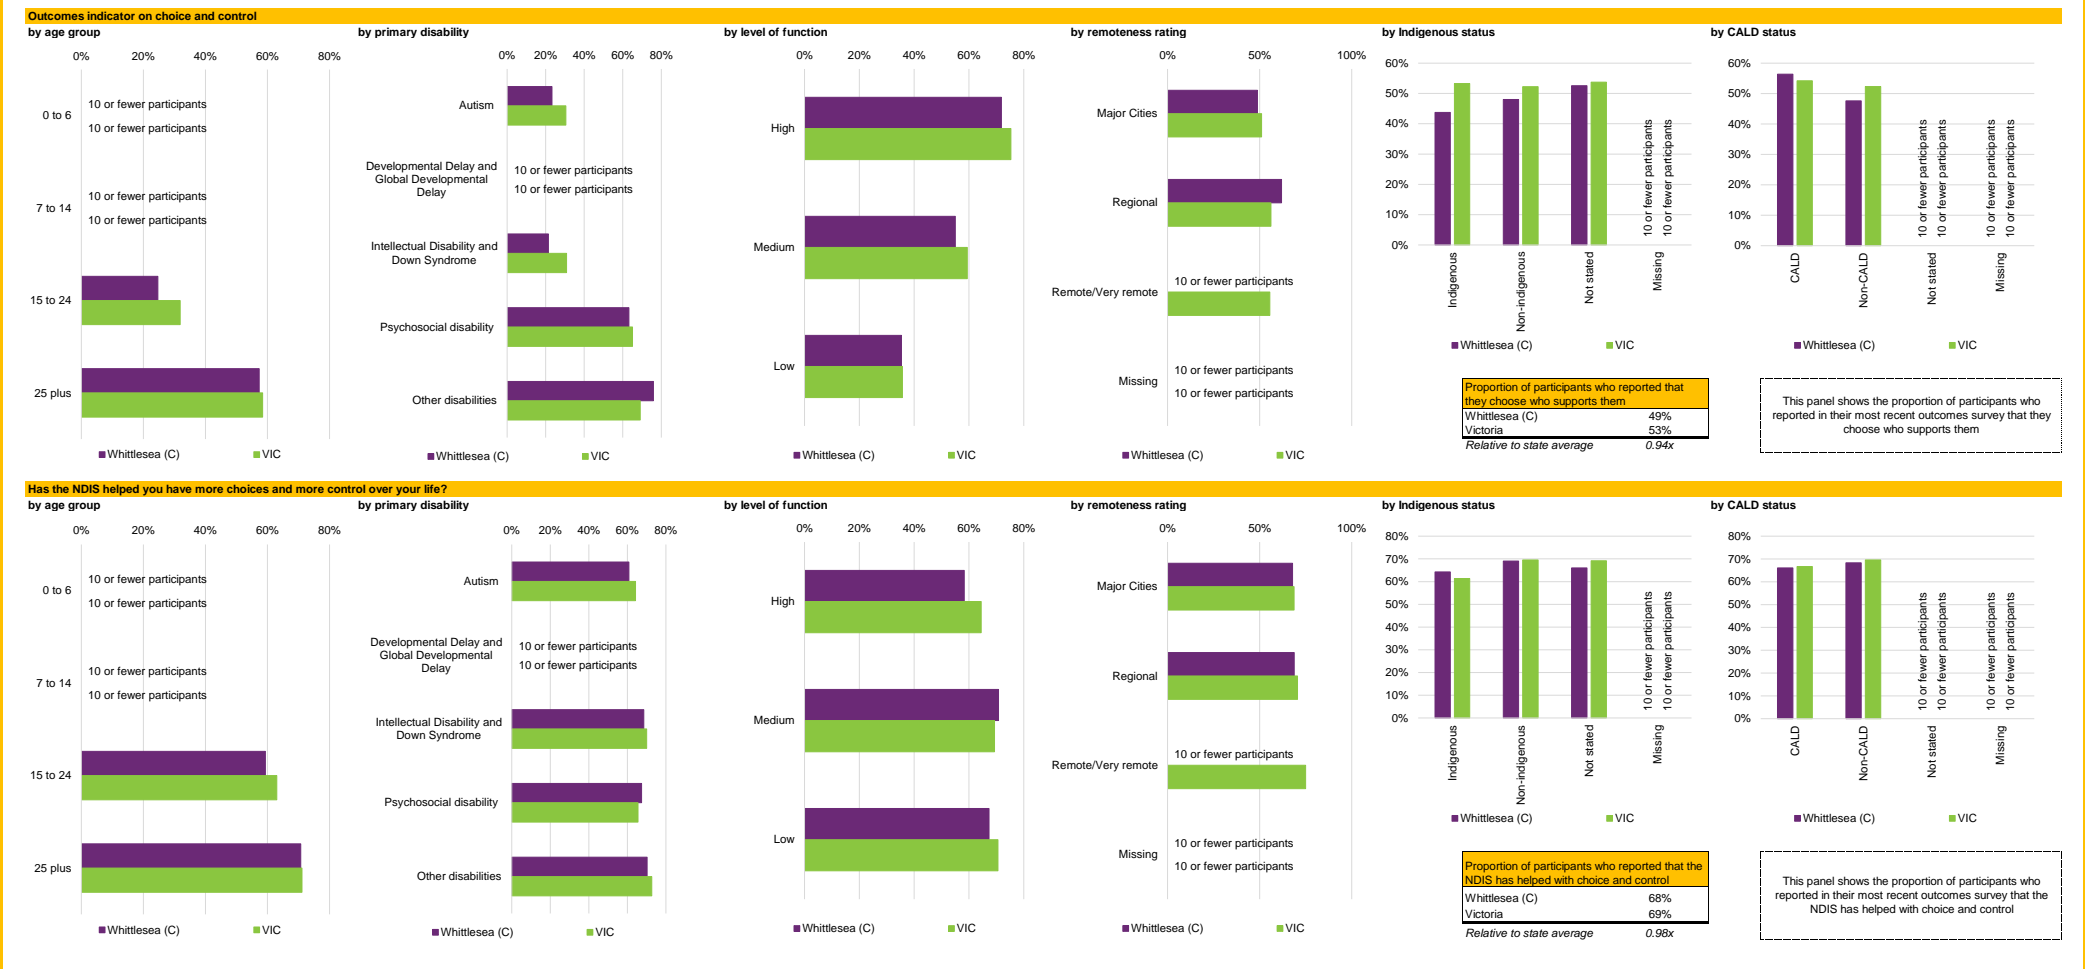 Outcomes indicator on choice and control
by age group
0% 20% 40% 60% 80%
0 to 6
10 or fewer participants
10 or fewer participants
7 to 14
10 or fewer participants
10 or fewer participants
15 to 24
25 plus
Whittlesea (C) VIC
by primary disability
0% 20% 40% 60% 80%
Autism
Developmental Delay and
Global Developmental
Delay
10 or fewer participants
10 or fewer participants
Intellectual Disability and
Down Syndrome
Psychosocial disability
Other disabilities
Whittlesea (C) VIC
by level of function
0% 20% 40% 60% 80%
High
Medium
Low
Whittlesea (C) VIC
by remoteness rating
0% 50% 100%
Major Cities
Regional
Remote/Very remote
10 or fewer participants
Missing
10 or fewer participants
10 or fewer participants
Whittlesea (C) VIC
by Indigenous status
60%
50%
40%
30%
20%
10%
0%
10 or fewer participants
10 or fewer participants
Indigenous
Non-indigenous
Not stated
Missing
Whittlesea (C) VIC
Proportion of participants who reported that
they choose who supports them
Whittlesea (C) 49%
Victoria 53%
Relative to state average 0.94x
by CALD status
60%
50%
40%
30%
20%
10%
0%
10 or fewer participants
10 or fewer participants
10 or fewer participants
10 or fewer participants
CALD
Non-CALD
Not stated
Missing
Whittlesea (C) VIC
This panel shows the proportion of participants who
reported in their most recent outcomes survey that they
choose who supports them
Has the NDIS helped you have more choices and more control over your life?
by age group
0% 20% 40% 60% 80%
0 to 6
10 or fewer participants
10 or fewer participants
7 to 14
10 or fewer participants
10 or fewer participants
15 to 24
25 plus
Whittlesea (C) VIC
by primary disability
0% 20% 40% 60% 80%
Autism
Developmental Delay and
Global Developmental
Delay
10 or fewer participants
10 or fewer participants
Intellectual Disability and
Down Syndrome
Psychosocial disability
Other disabilities
Whittlesea (C) VIC
by level of function
0% 20% 40% 60% 80%
High
Medium
Low
Whittlesea (C) VIC
by remoteness rating
0% 50% 100%
Major Cities
Regional
Remote/Very remote
10 or fewer participants
Missing
10 or fewer participants
10 or fewer participants
Whittlesea (C) VIC
by Indigenous status
80%
70%
60%
50%
40%
30%
20%
10%
0%
10 or fewer participants
10 or fewer participants
Indigenous
Non-indigenous
Not stated
Missing
Whittlesea (C) VIC
Proportion of participants who reported that the
NDIS has helped with choice and control
Whittlesea (C) 68%
Victoria 69%
Relative to state average 0.98x
by CALD status
80%
70%
60%
50%
40%
30%
20%
10%
0%
10 or fewer participants
10 or fewer participants
10 or fewer participants
10 or fewer participants
CALD
Non-CALD
Not stated
Missing
Whittlesea (C) VIC
This panel shows the proportion of participants who
reported in their most recent outcomes survey that the
NDIS has helped with choice and control